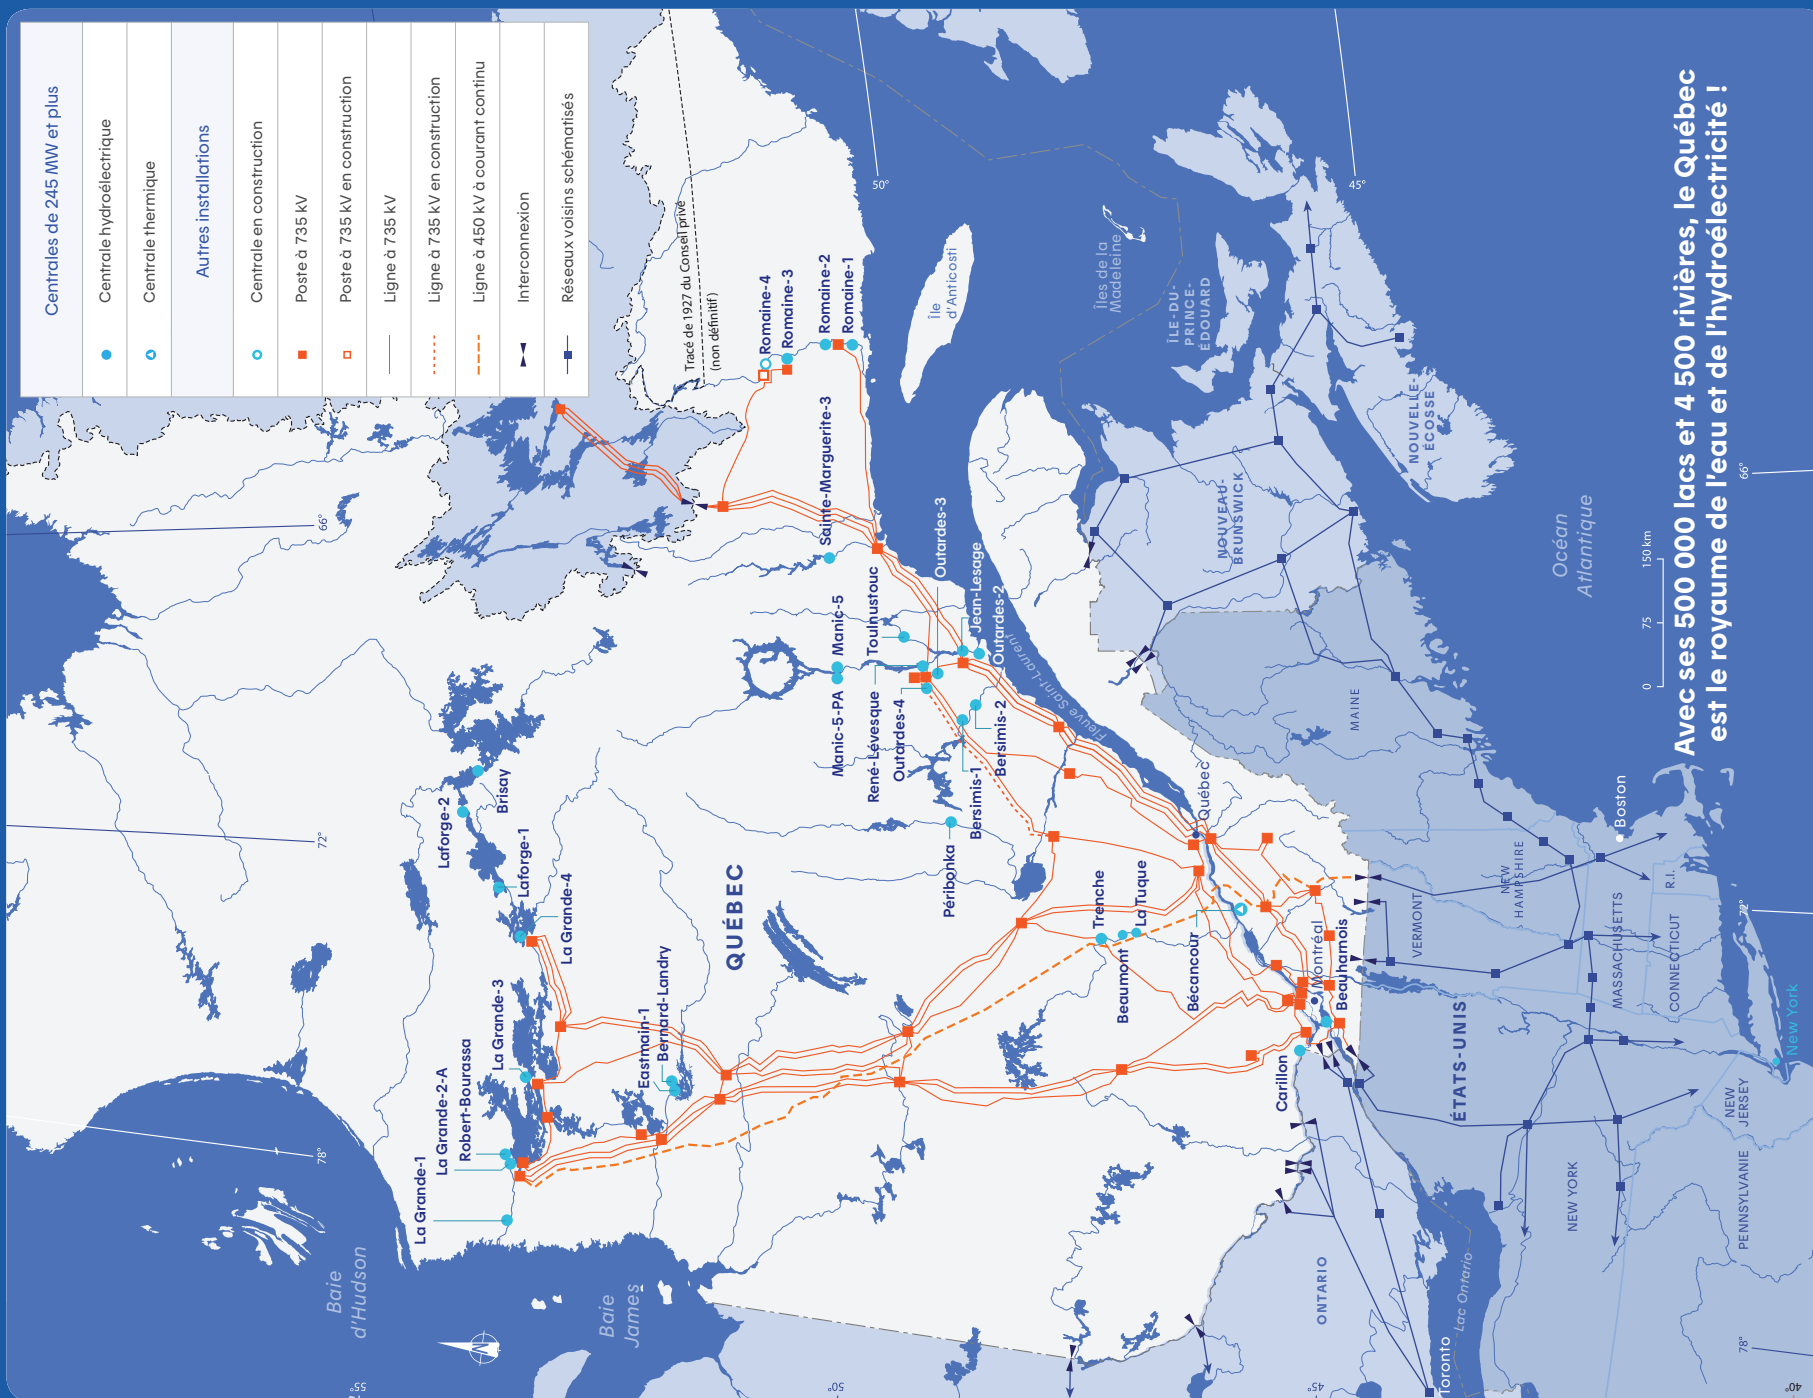 Centrales de 245 MW et plus
Centrale hydroélectrique
Centrale thermique
Autres installations
Centrale en construction
Poste à 735 kV
Poste à 735 kV en construction
Ligne à 735 kV
Ligne à 735 kV en construction
Ligne à 450 kV à courant continu
Interconnexion
Réseaux voisins schématisés
Tracé de 1927 du Conseil privé
(non définitif)
66°
72°
78°
55°
50°
45°
40°
50°
45°
66°
72°
78°
Baie
d'Hudson
Baie
James
N
La Grande-1
La Grande-2-A
Robert-Bourassa
La Grande-3
La Grande-4
Laforge-1
Laforge-2
Brisay
Eastmain-1
Bernard-Landry
QUÉBEC
Romaine-4
Romaine-3
Romaine-2
Romaine-1
Sainte-Marguerite-3
Manic-5
Manic-5-PA
Toulnustouc
René-Lévesque
Outardes-4
Outardes-3
Jean-Lesage
Outardes-2
Bersimis-2
Bersimis-1
Péribonka
Trenche
La Tuque
Beaumont
Bécancour
Québec
Montréal
Beauharnois
Carillon
Fleuve Saint-Laurent
Île
d'Anticosti
Îles de la
Madeleine
ÎLE-DU-
PRINCE-
ÉDOUARD
NOUVELLE-
ÉCOSSE
NOUVEAU-
BRUNSWICK
MAINE
Océan
Atlantique
0 75 150 km
NEW
HAMPSHIRE
VERMONT
Boston
MASSACHUSETTS
R.I.
CONNECTICUT
ÉTATS-UNIS
New York
NEW
JERSEY
NEW YORK
PENNSYLVANIE
ONTARIO
Lac Ontario
Toronto
Avec ses 500 000 lacs et 4 500 rivières, le Québec
est le royaume de l'eau et de l'hydroélectricité !